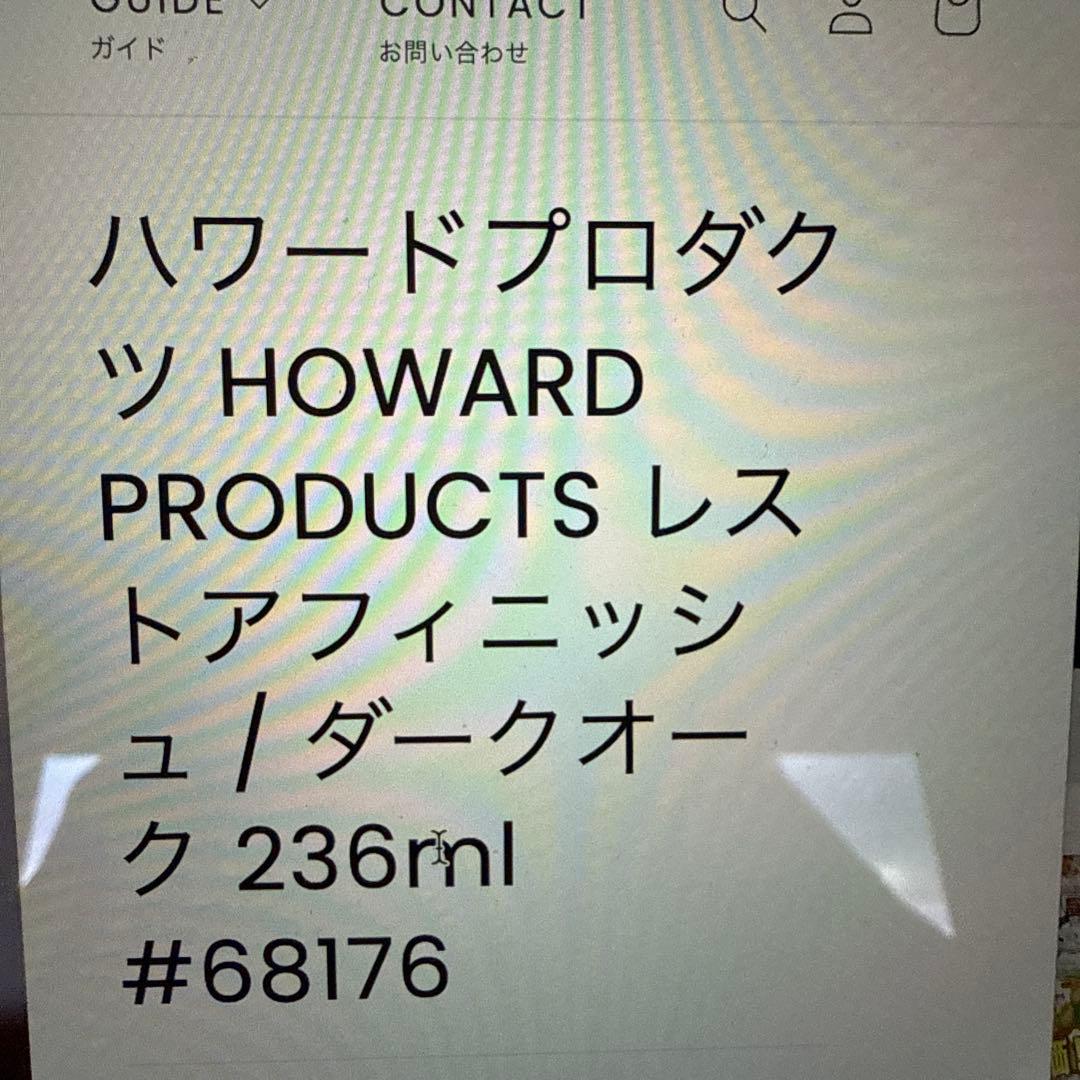 GUIDE
CONTACT
ガイド
お問い合わせ
ハワードプロダク
ツ HOWARD
PRODUCTS レス
トアフィニッシ
ュ / ダークオー
ク 236ml
#68176